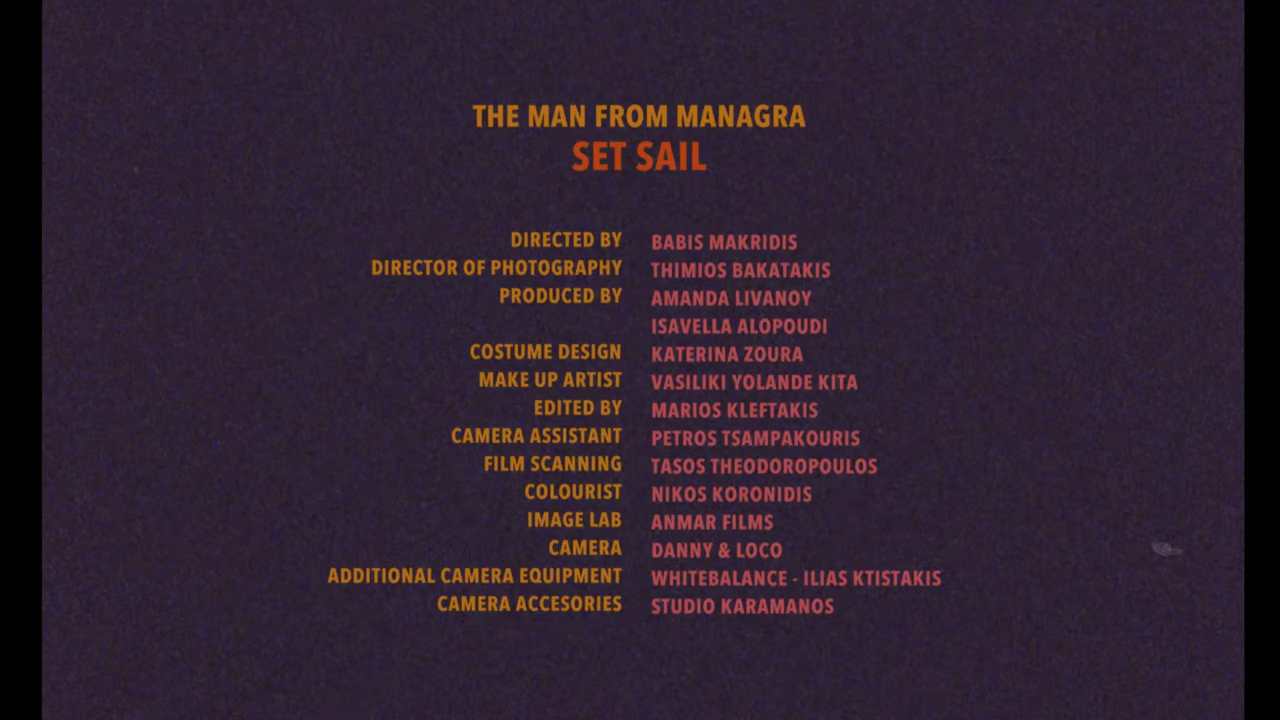 THE MAN FROM MANAGRA
SET SAIL
DIRECTED BY BABIS MAKRIDIS
DIRECTOR OF PHOTOGRAPHY THIMIOS BAKATAKIS
PRODUCED BY AMANDA LIVANOY
ISAVELLA ALOPOUDI
COSTUME DESIGN KATERINA ZOURA
MAKE UP ARTIST VASILIKI YOLANDE KITA
EDITED BY MARIOS KLEFTAKIS
CAMERA ASSISTANT PETROS TSAMPAKOURIS
FILM SCANNING TASOS THEODOROPOULOS
COLOURIST NIKOS KORONIDIS
IMAGE LAB ANMAR FILMS
CAMERA DANNY & LOCO
ADDITIONAL CAMERA EQUIPMENT WHITEBALANCE - ILIAS KTISTAKIS
CAMERA ACCESORIES STUDIO KARAMANOS